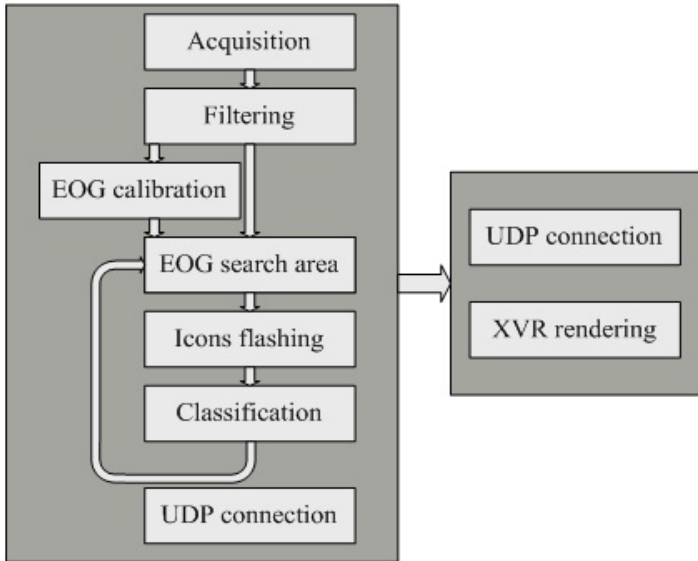 Acquisition
Filtering
EOG calibration
EOG search area
Icons flashing
Classification
UDP connection
UDP connection
XVR rendering